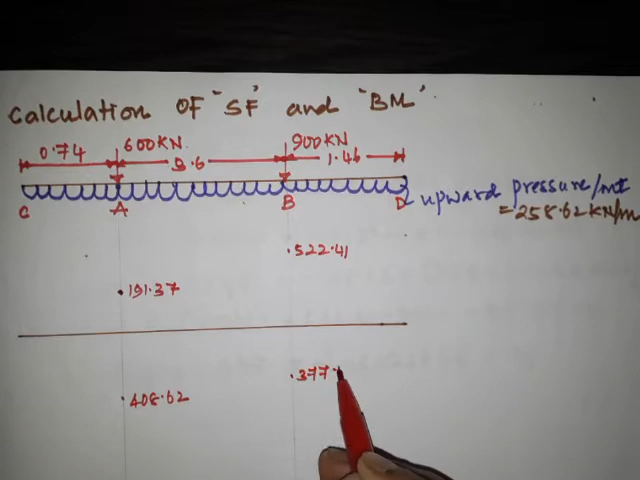 Calculation OF "SF" and "BM"
0.74 600KN 3.6 900KN 1.46
C A B D upward pressure/mt
=258.62KN/m
.522.41
.191.37
.377.
.408.62